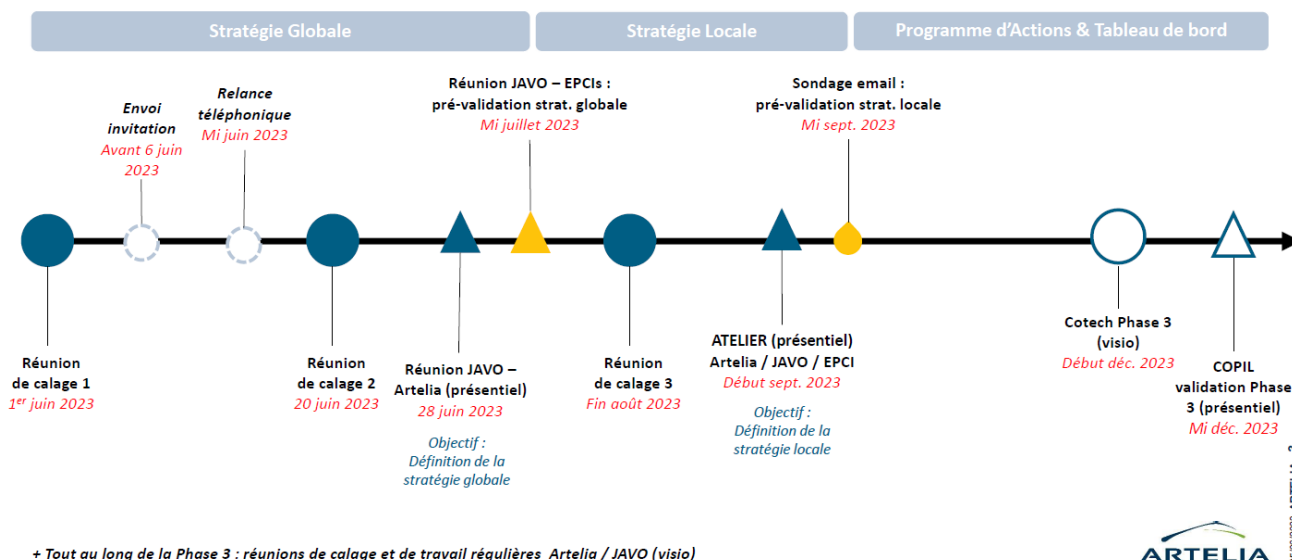 Stratégie Globale
Stratégie Locale
Programme d'Actions & Tableau de bord
Envoi
invitation
Avant 6 juin
2023
Relance
téléphonique
Mi juin 2023
Réunion JAVO – EPCIs :
pré-validation strat. globale
Mi juillet 2023
Sondage email :
pré-validation strat. locale
Mi sept. 2023
Réunion
de calage 1
1er juin 2023
Réunion
de calage 2
20 juin 2023
Réunion JAVO –
Artelia (présentiel)
28 juin 2023
Objectif :
Définition de la
stratégie globale
Réunion
de calage 3
Fin août 2023
ATELIER (présentiel)
Artelia / JAVO / EPCI
Début sept. 2023
Objectif :
Définition de la
stratégie locale
Cotech Phase 3
(visio)
Début déc. 2023
COPIL
validation Phase
3 (présentiel)
Mi déc. 2023
+ Tout au long de la Phase 3 : réunions de calage et de travail régulières Artelia / JAVO (visio)
ARTELIA
ARTELIA